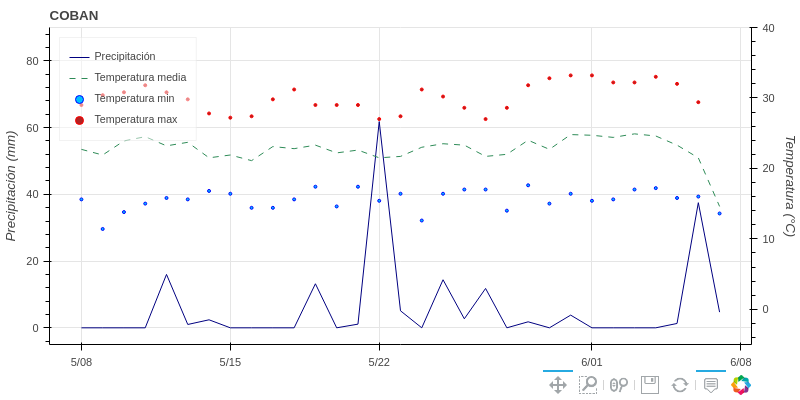 COBAN
Precipitación
Temperatura media
Temperatura min
Temperatura max
80
60
40
20
0
Precipitación (mm)
40
30
20
10
0
Temperatura (°C)
5/08 5/15 5/22 6/01 6/08